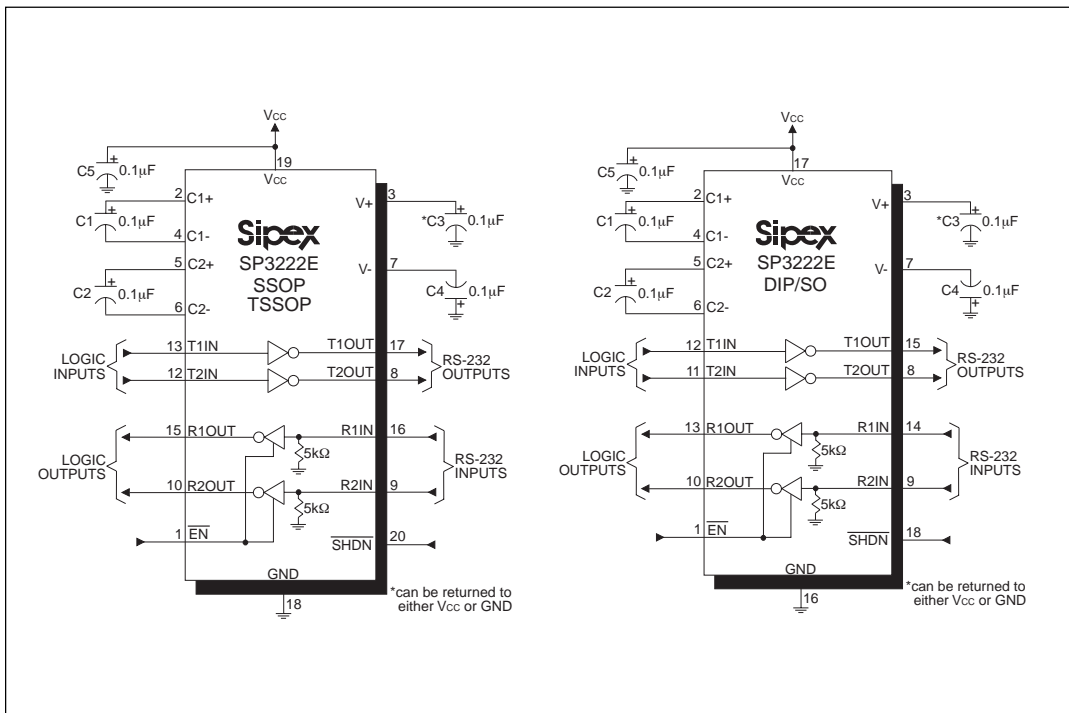 VCC
19
VCC
C5
+
0.1µF
2
C1+
C1
+
0.1µF
4
C1-
5
C2+
C2
+
0.1µF
6
C2-
Sipex
SP3222E
SSOP
TSSOP
V+
3
*C3
+
0.1µF
V-
7
C4
+
0.1µF
LOGIC
INPUTS
13
T1IN
T1OUT
17
12
T2IN
T2OUT
8
RS-232
OUTPUTS
LOGIC
OUTPUTS
15
R1OUT
R1IN
16
5kΩ
10
R2OUT
R2IN
9
5kΩ
RS-232
INPUTS
1
EN
SHDN
20
GND
18
*can be returned to
either VCC or GND
VCC
17
VCC
C5
+
0.1µF
2
C1+
C1
+
0.1µF
4
C1-
5
C2+
C2
+
0.1µF
6
C2-
Sipex
SP3222E
DIP/SO
V+
3
*C3
+
0.1µF
V-
7
C4
+
0.1µF
LOGIC
INPUTS
12
T1IN
T1OUT
15
11
T2IN
T2OUT
8
RS-232
OUTPUTS
LOGIC
OUTPUTS
13
R1OUT
R1IN
14
5kΩ
10
R2OUT
R2IN
9
5kΩ
RS-232
INPUTS
1
EN
SHDN
18
GND
16
*can be returned to
either VCC or GND